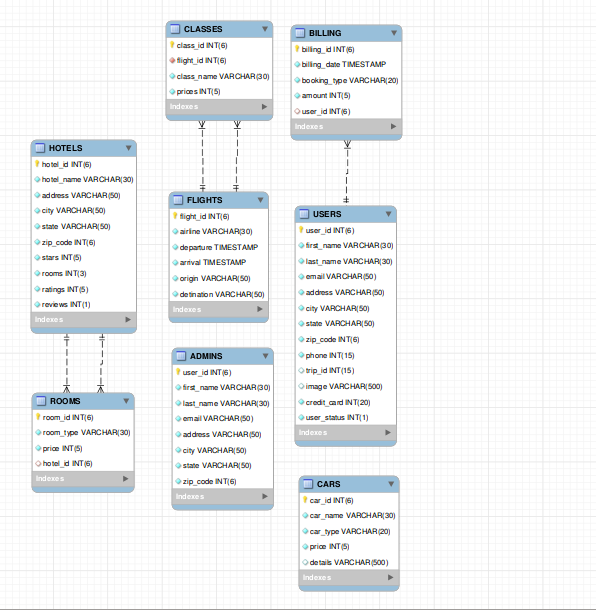 CLASSES
class_id INT(6)
flight_id INT(6)
class_name VARCHAR(30)
prices INT(5)
Indexes
BILLING
billing_id INT(6)
billing_date TIMESTAMP
booking_type VARCHAR(20)
amount INT(5)
user_id INT(6)
Indexes
HOTELS
hotel_id INT(6)
hotel_name VARCHAR(30)
address VARCHAR(50)
city VARCHAR(50)
state VARCHAR(50)
zip_code INT(6)
stars INT(5)
rooms INT(3)
ratings INT(5)
reviews INT(1)
Indexes
FLIGHTS
flight_id INT(6)
airline VARCHAR(30)
departure TIMESTAMP
arrival TIMESTAMP
origin VARCHAR(50)
detination VARCHAR(50)
Indexes
USERS
user_id INT(6)
first_name VARCHAR(30)
last_name VARCHAR(30)
email VARCHAR(50)
address VARCHAR(50)
city VARCHAR(50)
state VARCHAR(50)
zip_code INT(6)
phone INT(15)
trip_id INT(15)
image VARCHAR(500)
credit_card INT(20)
user_status INT(1)
Indexes
ADMINS
user_id INT(6)
first_name VARCHAR(30)
last_name VARCHAR(30)
email VARCHAR(50)
address VARCHAR(50)
city VARCHAR(50)
state VARCHAR(50)
zip_code INT(6)
Indexes
ROOMS
room_id INT(6)
room_type VARCHAR(30)
price INT(5)
hotel_id INT(6)
Indexes
CARS
car_id INT(6)
car_name VARCHAR(30)
car_type VARCHAR(20)
price INT(5)
details VARCHAR(500)
Indexes